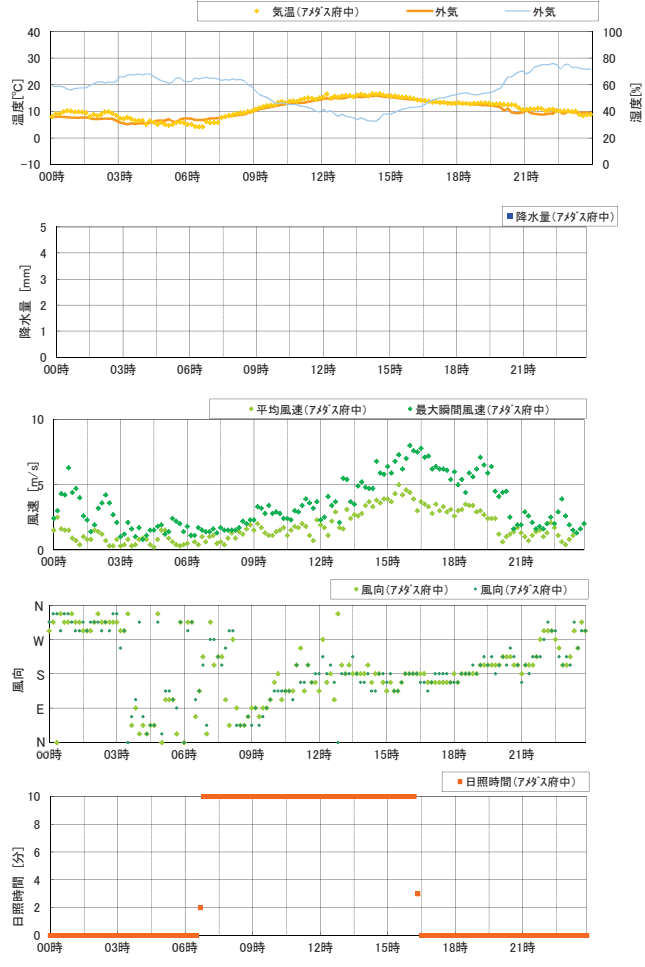 気温(アメダス府中) 外気 外気
40 100
30 80
20 60
10 40
0 20
-10 0
温度[℃]
湿度[%]
00時 03時 06時 09時 12時 15時 18時 21時
降水量(アメダス府中)
5
4
3
2
1
0
降水量 [mm]
00時 03時 06時 09時 12時 15時 18時 21時
平均風速(アメダス府中) 最大瞬間風速(アメダス府中)
10
5
0
風速 [m/s]
00時 03時 06時 09時 12時 15時 18時 21時
風向(アメダス府中) 風向(アメダス府中)
N
W
S
E
N
風向
00時 03時 06時 09時 12時 15時 18時 21時
日照時間(アメダス府中)
10
8
6
4
2
0
日照時間 [分]
00時 03時 06時 09時 12時 15時 18時 21時